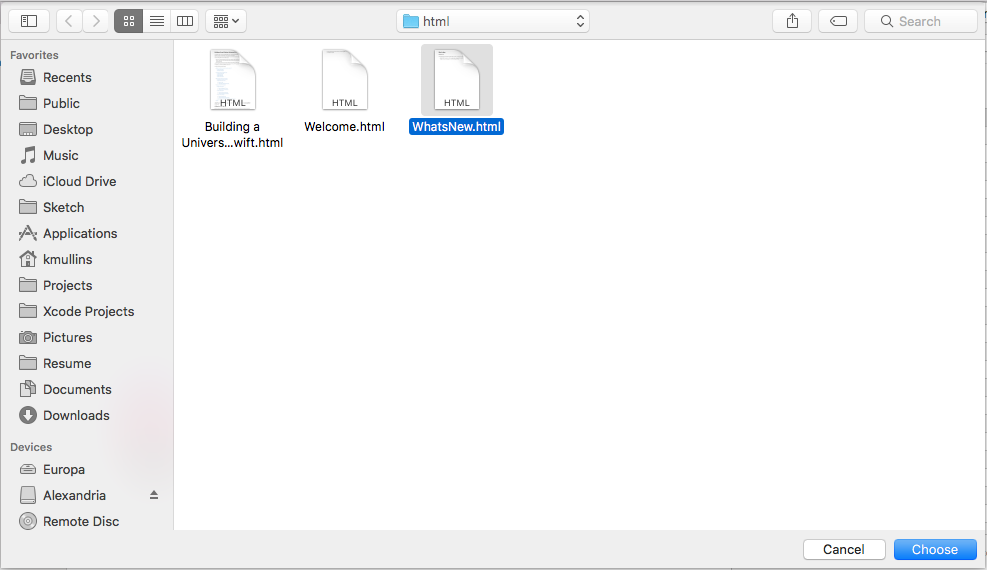 html
Search
Favorites
Recents
Public
Desktop
Music
iCloud Drive
Sketch
Applications
kmullins
Projects
Xcode Projects
Pictures
Resume
Documents
Downloads
Devices
Europa
Alexandria
Remote Disc
HTML
Building a
Univers...wift.html
HTML
Welcome.html
HTML
WhatsNew.html
Cancel
Choose